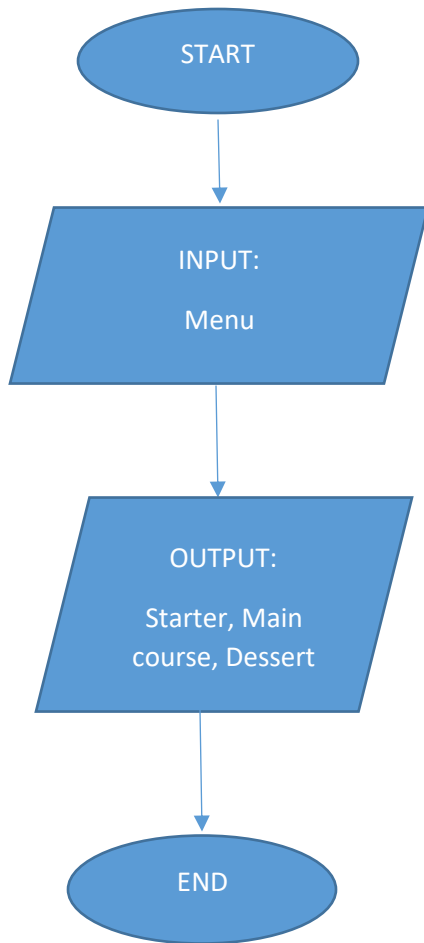 START
INPUT:
Menu
OUTPUT:
Starter, Main
course, Dessert
END